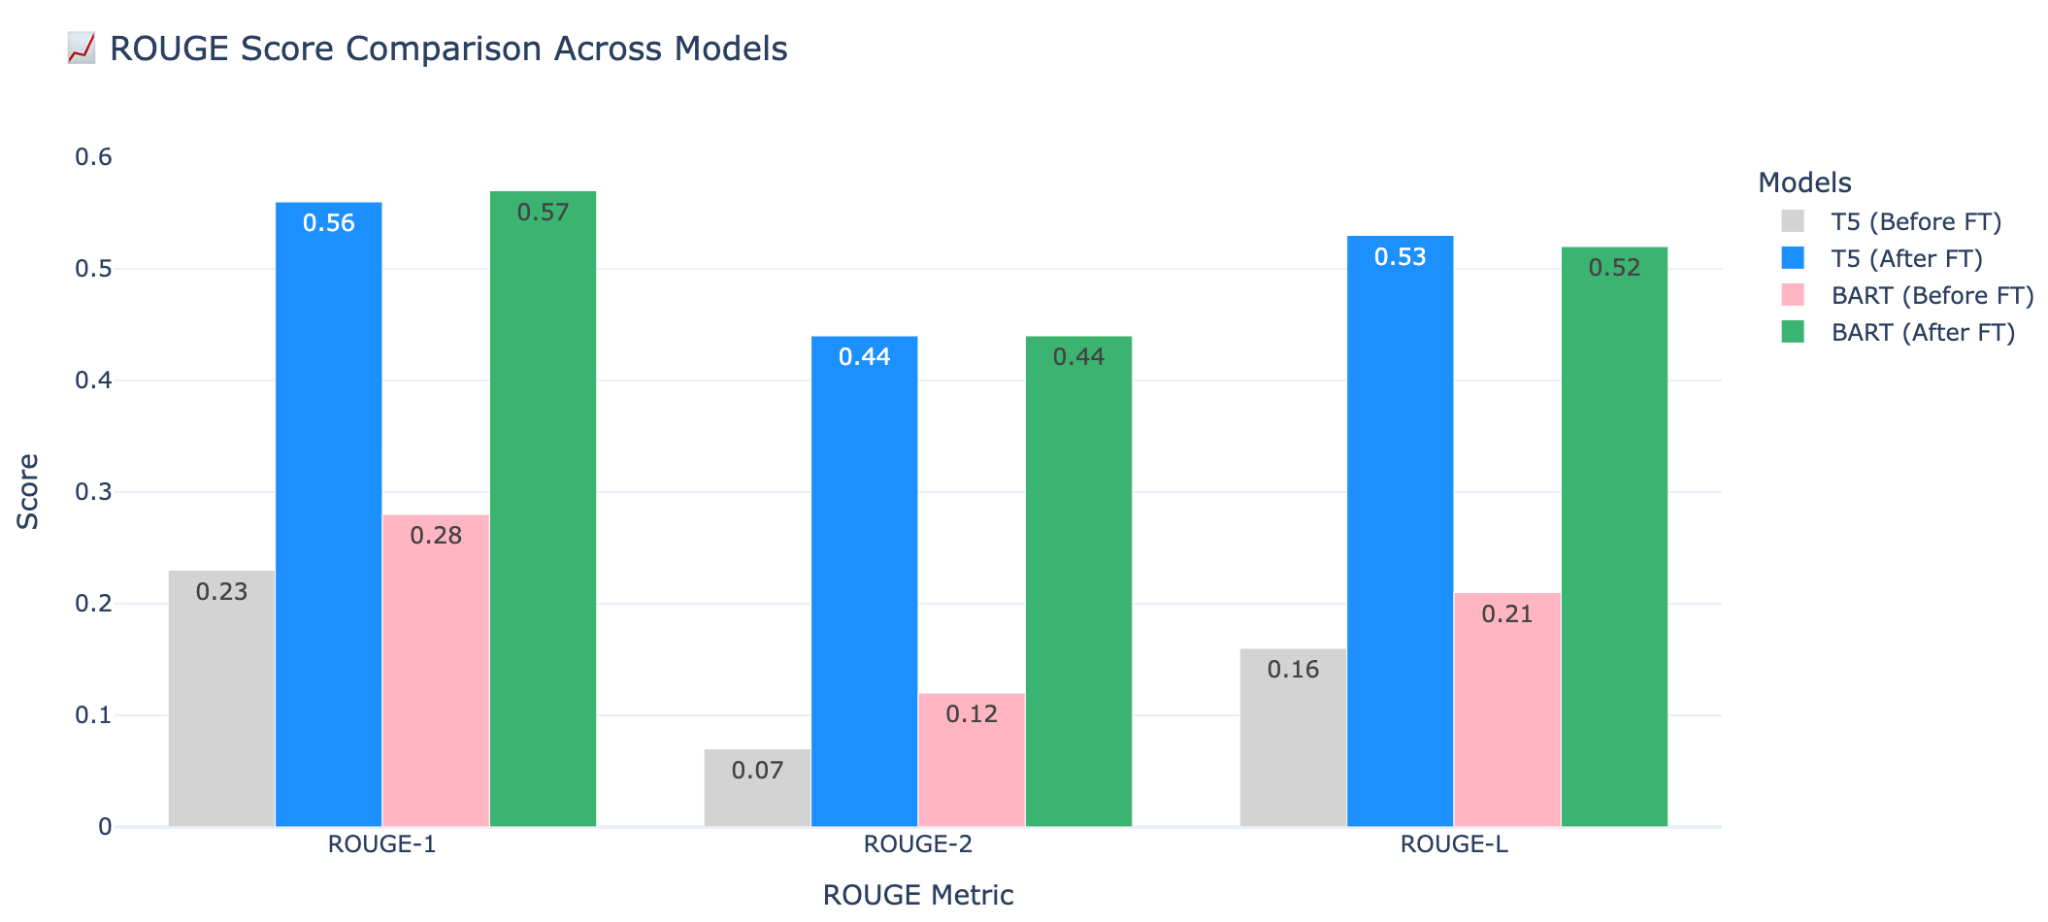 📈 ROUGE Score Comparison Across Models
0.6
0.5
0.4
0.3
0.2
0.1
0
Score
0.23
0.56
0.28
0.57
0.07
0.44
0.12
0.44
0.16
0.53
0.21
0.52
ROUGE-1
ROUGE-2
ROUGE-L
ROUGE Metric
Models
T5 (Before FT)
T5 (After FT)
BART (Before FT)
BART (After FT)